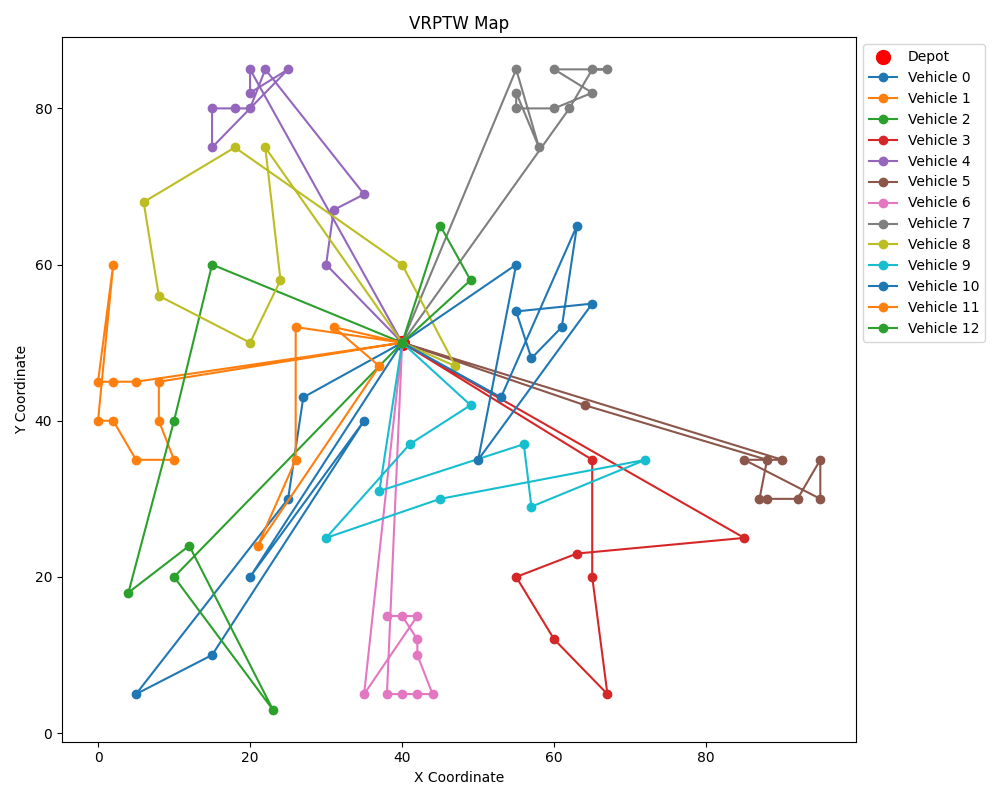 VRPTW Map
Y Coordinate
80
60
40
20
0
0 20 40 60 80
X Coordinate
Depot
Vehicle 0
Vehicle 1
Vehicle 2
Vehicle 3
Vehicle 4
Vehicle 5
Vehicle 6
Vehicle 7
Vehicle 8
Vehicle 9
Vehicle 10
Vehicle 11
Vehicle 12